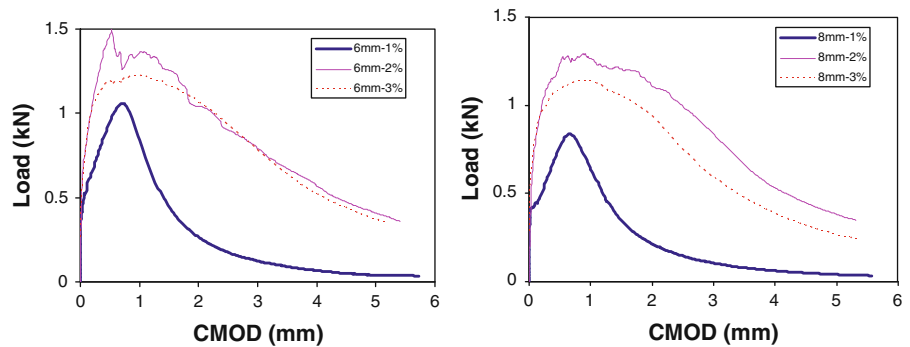 1.5
1
0.5
0
Load (kN)
6mm-1%
6mm-2%
6mm-3%
0 1 2 3 4 5 6
CMOD (mm)
1.5
1
0.5
0
Load (kN)
8mm-1%
8mm-2%
8mm-3%
0 1 2 3 4 5 6
CMOD (mm)